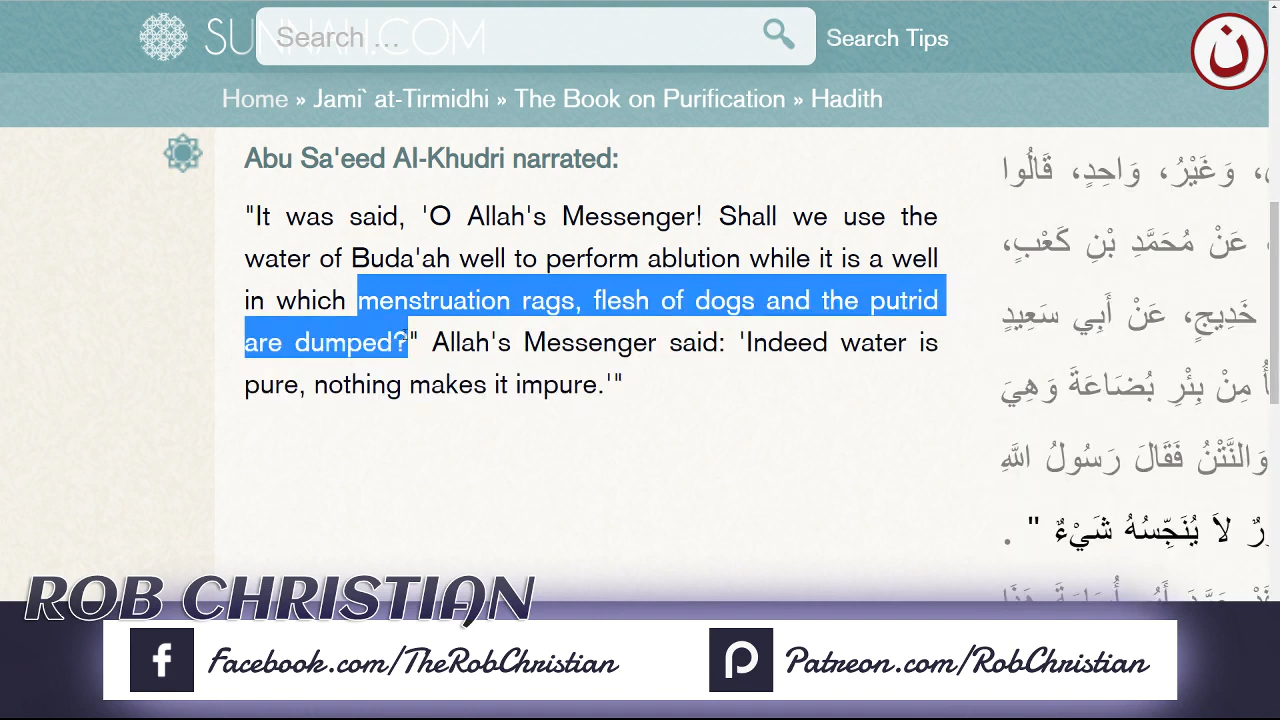 SUNNAH.COM
Search ...
Search Tips
ن
Home » Jami` at-Tirmidhi » The Book on Purification » Hadith
Abu Sa'eed Al-Khudri narrated:
"It was said, 'O Allah's Messenger! Shall we use the
water of Buda'ah well to perform ablution while it is a well
in which menstruation rags, flesh of dogs and the putrid
are dumped?" Allah's Messenger said: 'Indeed water is
pure, nothing makes it impure.'"
، وَغَيْرُ، وَاحِدٍ، قَالُوا
عَنْ مُحَمَّدِ بْنِ كَعْبٍ،
خَدِيجٍ، عَنْ أَبِي سَعِيدٍ
مِنْ بِئْرِ بُضَاعَةَ وَهِيَ
وَالنَّتْنُ فَقَالَ رَسُولُ اللَّهِ
لاَ يُنَجِّسُهُ شَىْءٌ " .
ROB CHRISTIAN
f Facebook.com/TheRobChristian
Patreon.com/RobChristian